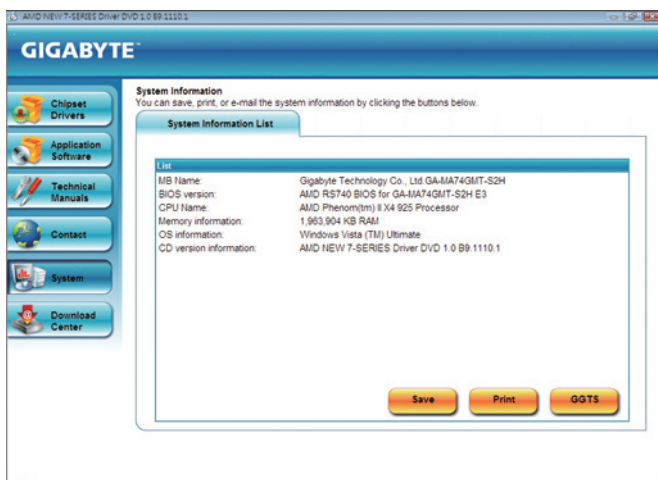 AMD NEW 7-SERIES Driver DVD 1.0 B9.1110.1
GIGABYTE™
Chipset
Drivers
Application
Software
Technical
Manuals
Contact
System
Download
Center
System Information
You can save, print, or e-mail the system information by clicking the buttons below.
System Information List
List
MB Name: Gigabyte Technology Co., Ltd.GA-MA74GMT-S2H
BIOS version: AMD RS740 BIOS for GA-MA74GMT-S2H E3
CPU Name: AMD Phenom(tm) II X4 925 Processor
Memory information: 1,963,904 KB RAM
OS information: Windows Vista (TM) Ultimate
CD version information: AMD NEW 7-SERIES Driver DVD 1.0 B9.1110.1
Save Print GGTS